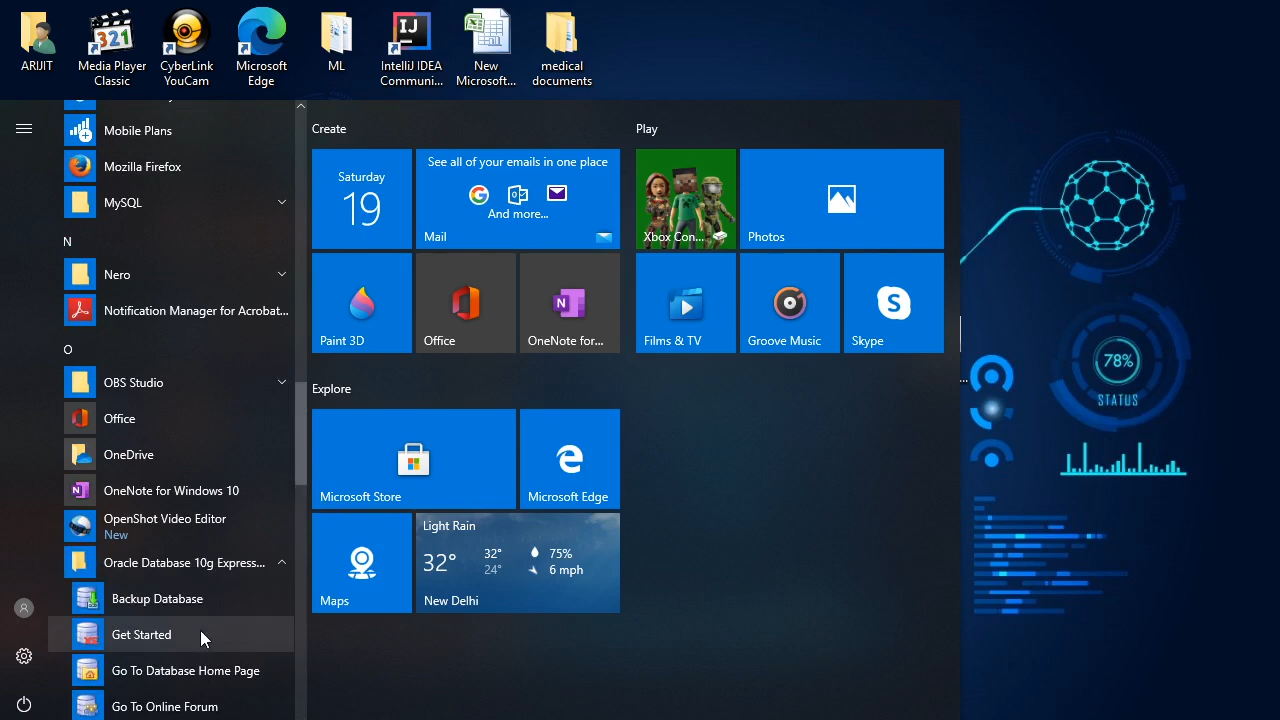 ARIJIT
Media Player
Classic
CyberLink
YouCam
Microsoft
Edge
ML
IntelliJ IDEA
Communi...
New
Microsoft...
medical
documents
321
IJ
Mobile Plans
Mozilla Firefox
MySQL
N
Nero
Notification Manager for Acrobat...
O
OBS Studio
Office
OneDrive
OneNote for Windows 10
OpenShot Video Editor
New
Oracle Database 10g Express...
Backup Database
Get Started
Go To Database Home Page
Go To Online Forum
Create
Saturday
19
See all of your emails in one place
And more...
Mail
Paint 3D
Office
OneNote for...
Explore
Microsoft Store
Microsoft Edge
Maps
Light Rain
32°
32°
24°
75%
6 mph
New Delhi
Play
Xbox Con...
Photos
Films & TV
Groove Music
Skype
...
78%
STATUS